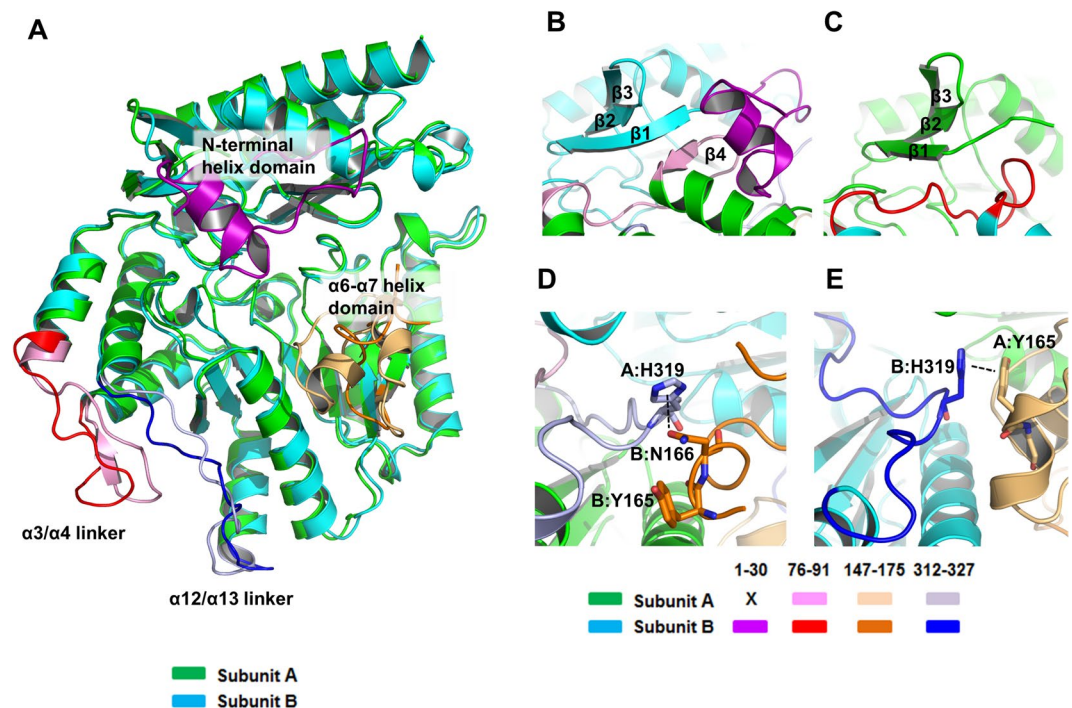 A
N-terminal
helix domain
α6-α7 helix
domain
α3/α4 linker
α12/α13 linker
Subunit A
Subunit B
B
β3
β2
β1
β4
C
β3
β2
β1
D
A:H319
B:N166
B:Y165
E
A:Y165
B:H319
1-30 76-91 147-175 312-327
Subunit A X
Subunit B